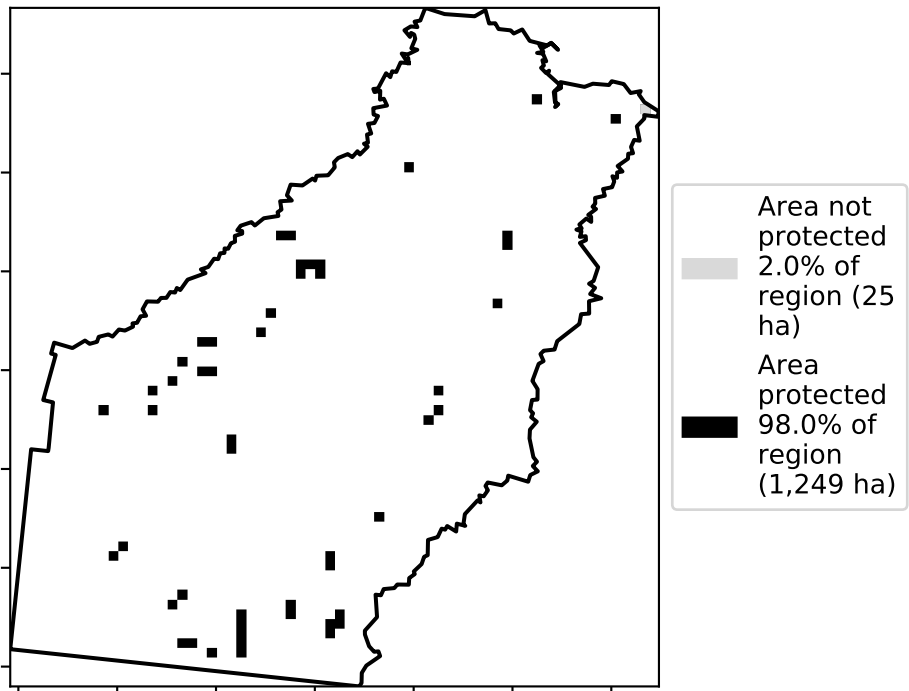 Area not
protected
2.0% of
region (25
ha)
Area
protected
98.0% of
region
(1,249 ha)